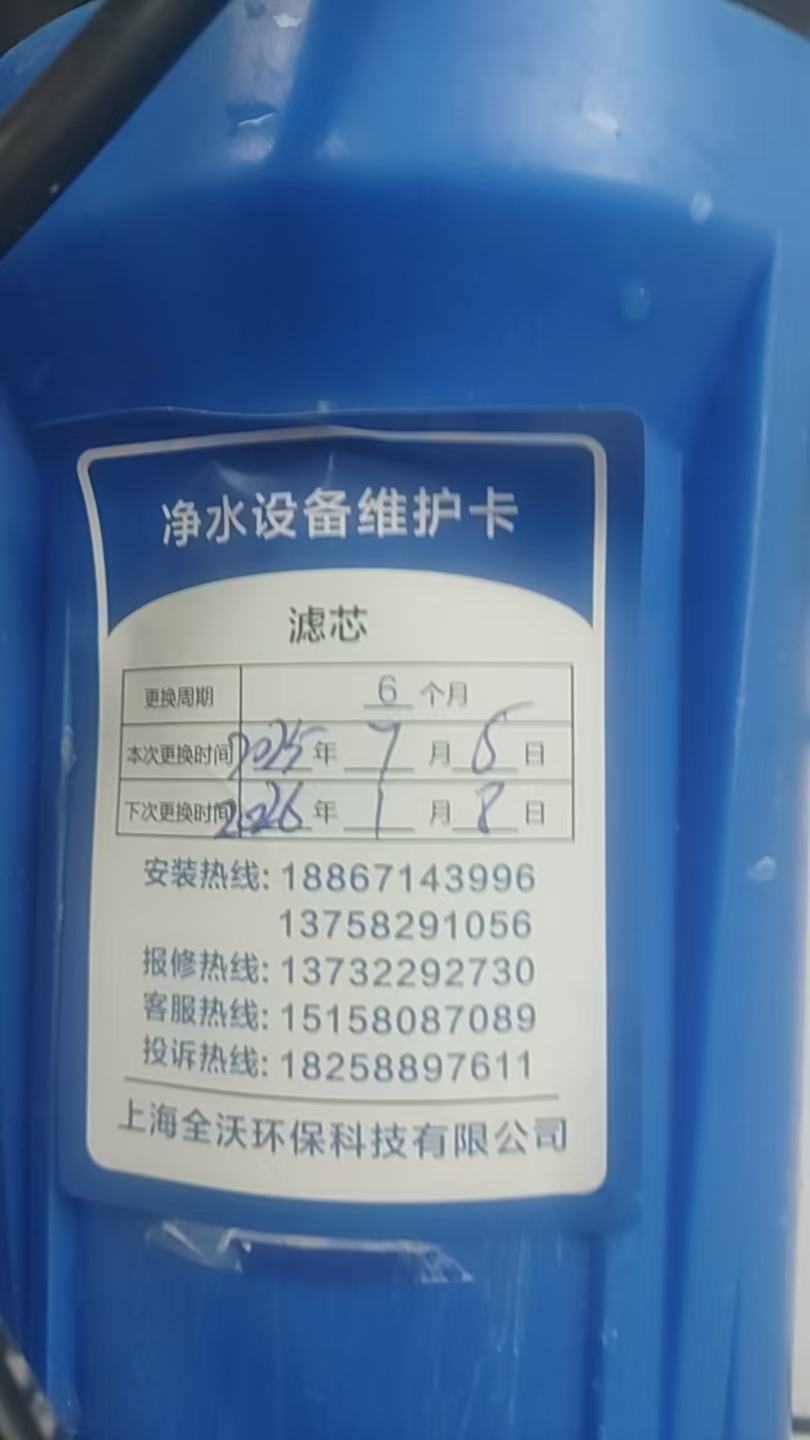 净水设备维护卡
滤芯
更换周期 6 个月
本次更换时间 2025 年 7 月 日
下次更换时间 2026 年 1 月 8 日
安装热线: 18867143996
13758291056
报修热线: 13732292730
客服热线: 15158087089
投诉热线: 18258897611
上海全沃环保科技有限公司